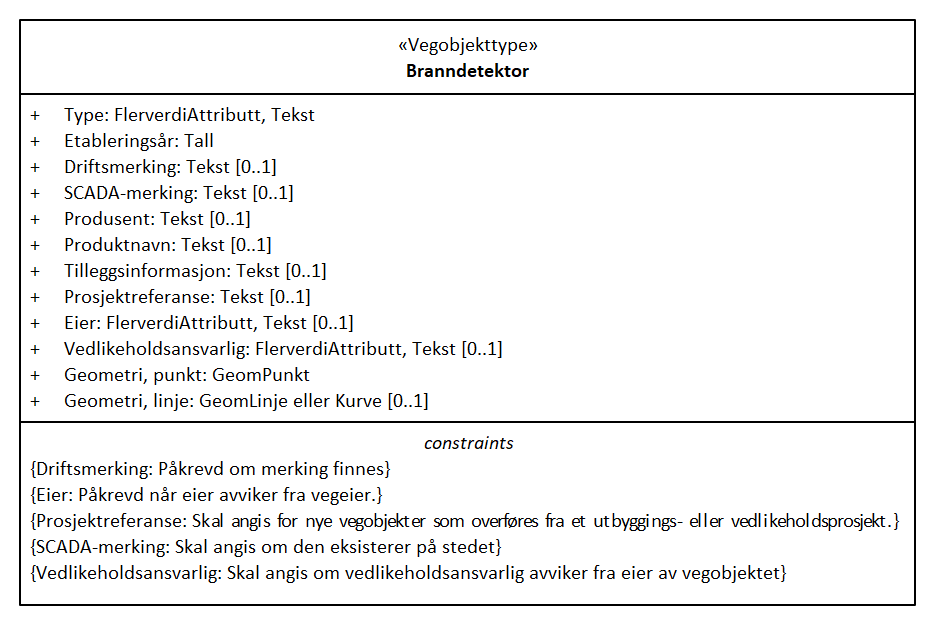 «Vegobjekttype»
Branndetektor
+ Type: FlerverdiAttributt, Tekst
+ Etableringsår: Tall
+ Driftsmerking: Tekst [0..1]
+ SCADA-merking: Tekst [0..1]
+ Produsent: Tekst [0..1]
+ Produktnavn: Tekst [0..1]
+ Tilleggsinformasjon: Tekst [0..1]
+ Prosjektreferanse: Tekst [0..1]
+ Eier: FlerverdiAttributt, Tekst [0..1]
+ Vedlikeholdsansvarlig: FlerverdiAttributt, Tekst [0..1]
+ Geometri, punkt: GeomPunkt
+ Geometri, linje: GeomLinje eller Kurve [0..1]
constraints
{Driftsmerking: Påkrevd om merking finnes}
{Eier: Påkrevd når eier avviker fra vegeier.}
{Prosjektreferanse: Skal angis for nye vegobjekter som overføres fra et utbyggings- eller vedlikeholdsprosjekt.}
{SCADA-merking: Skal angis om den eksisterer på stedet}
{Vedlikeholdsansvarlig: Skal angis om vedlikeholdsansvarlig avviker fra eier av vegobjektet}